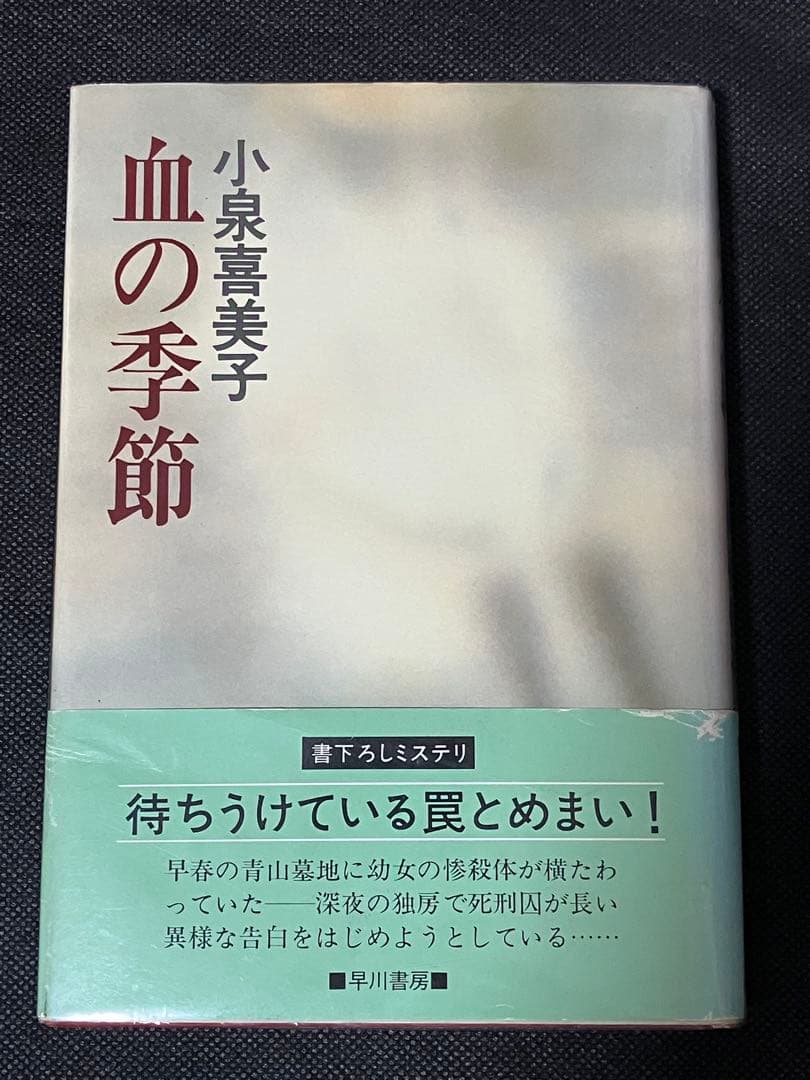 小泉喜美子
血の季節
書下ろしミステリ
待ちうけている罠とめまい!
早春の青山墓地に幼女の惨殺体が横たわ
っていた——深夜の独房で死刑囚が長い
異様な告白をはじめようとしている……
■早川書房■